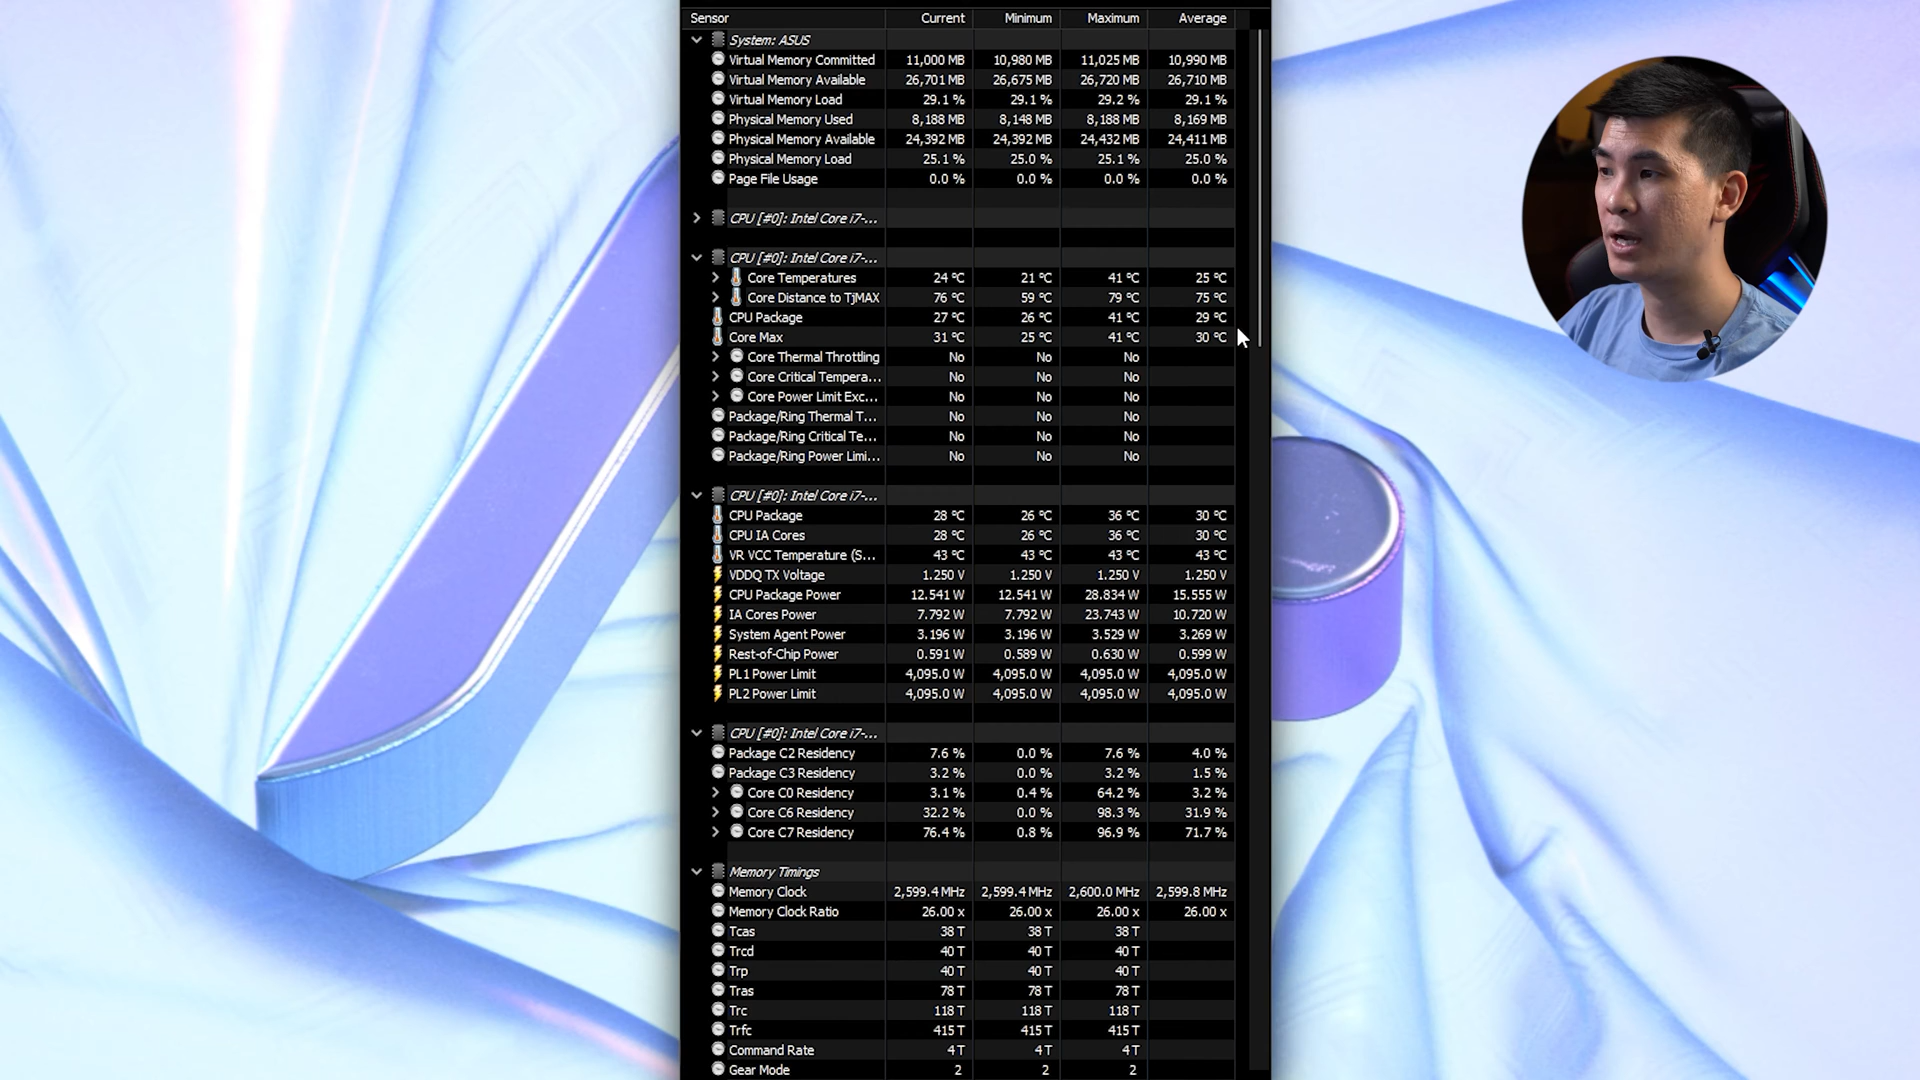 Sensor Current Minimum Maximum Average
System: ASUS
Virtual Memory Committed 11,000 MB 10,980 MB 11,025 MB 10,990 MB
Virtual Memory Available 26,701 MB 26,675 MB 26,720 MB 26,710 MB
Virtual Memory Load 29.1 % 29.1 % 29.2 % 29.1 %
Physical Memory Used 8,188 MB 8,148 MB 8,188 MB 8,169 MB
Physical Memory Available 24,392 MB 24,392 MB 24,432 MB 24,411 MB
Physical Memory Load 25.1 % 25.0 % 25.1 % 25.0 %
Page File Usage 0.0 % 0.0 % 0.0 % 0.0 %
CPU [#0]: Intel Core i7-...
CPU [#0]: Intel Core i7-...
Core Temperatures 24 °C 21 °C 41 °C 25 °C
Core Distance to TjMAX 76 °C 59 °C 79 °C 75 °C
CPU Package 27 °C 26 °C 41 °C 29 °C
Core Max 31 °C 25 °C 41 °C 30 °C
Core Thermal Throttling No No No
Core Critical Tempera... No No No
Core Power Limit Exc... No No No
Package/Ring Thermal T... No No No
Package/Ring Critical Te... No No No
Package/Ring Power Limi... No No No
CPU [#0]: Intel Core i7-...
CPU Package 28 °C 26 °C 36 °C 30 °C
CPU IA Cores 28 °C 26 °C 36 °C 30 °C
VR VCC Temperature (S... 43 °C 43 °C 43 °C 43 °C
VDDQ TX Voltage 1.250 V 1.250 V 1.250 V 1.250 V
CPU Package Power 12.541 W 12.541 W 28.834 W 15.555 W
IA Cores Power 7.792 W 7.792 W 23.743 W 10.720 W
System Agent Power 3.196 W 3.196 W 3.529 W 3.269 W
Rest-of-Chip Power 0.591 W 0.589 W 0.630 W 0.599 W
PL1 Power Limit 4,095.0 W 4,095.0 W 4,095.0 W 4,095.0 W
PL2 Power Limit 4,095.0 W 4,095.0 W 4,095.0 W 4,095.0 W
CPU [#0]: Intel Core i7-...
Package C2 Residency 7.6 % 0.0 % 7.6 % 4.0 %
Package C3 Residency 3.2 % 0.0 % 3.2 % 1.5 %
Core C0 Residency 3.1 % 0.4 % 64.2 % 3.2 %
Core C6 Residency 32.2 % 0.0 % 98.3 % 31.9 %
Core C7 Residency 76.4 % 0.8 % 96.9 % 71.7 %
Memory Timings
Memory Clock 2,599.4 MHz 2,599.4 MHz 2,600.0 MHz 2,599.8 MHz
Memory Clock Ratio 26.00 x 26.00 x 26.00 x 26.00 x
Tcas 38 T 38 T 38 T
Trcd 40 T 40 T 40 T
Trp 40 T 40 T 40 T
Tras 78 T 78 T 78 T
Trc 118 T 118 T 118 T
Trfc 415 T 415 T 415 T
Command Rate 4 T 4 T 4 T
Gear Mode 2 2 2